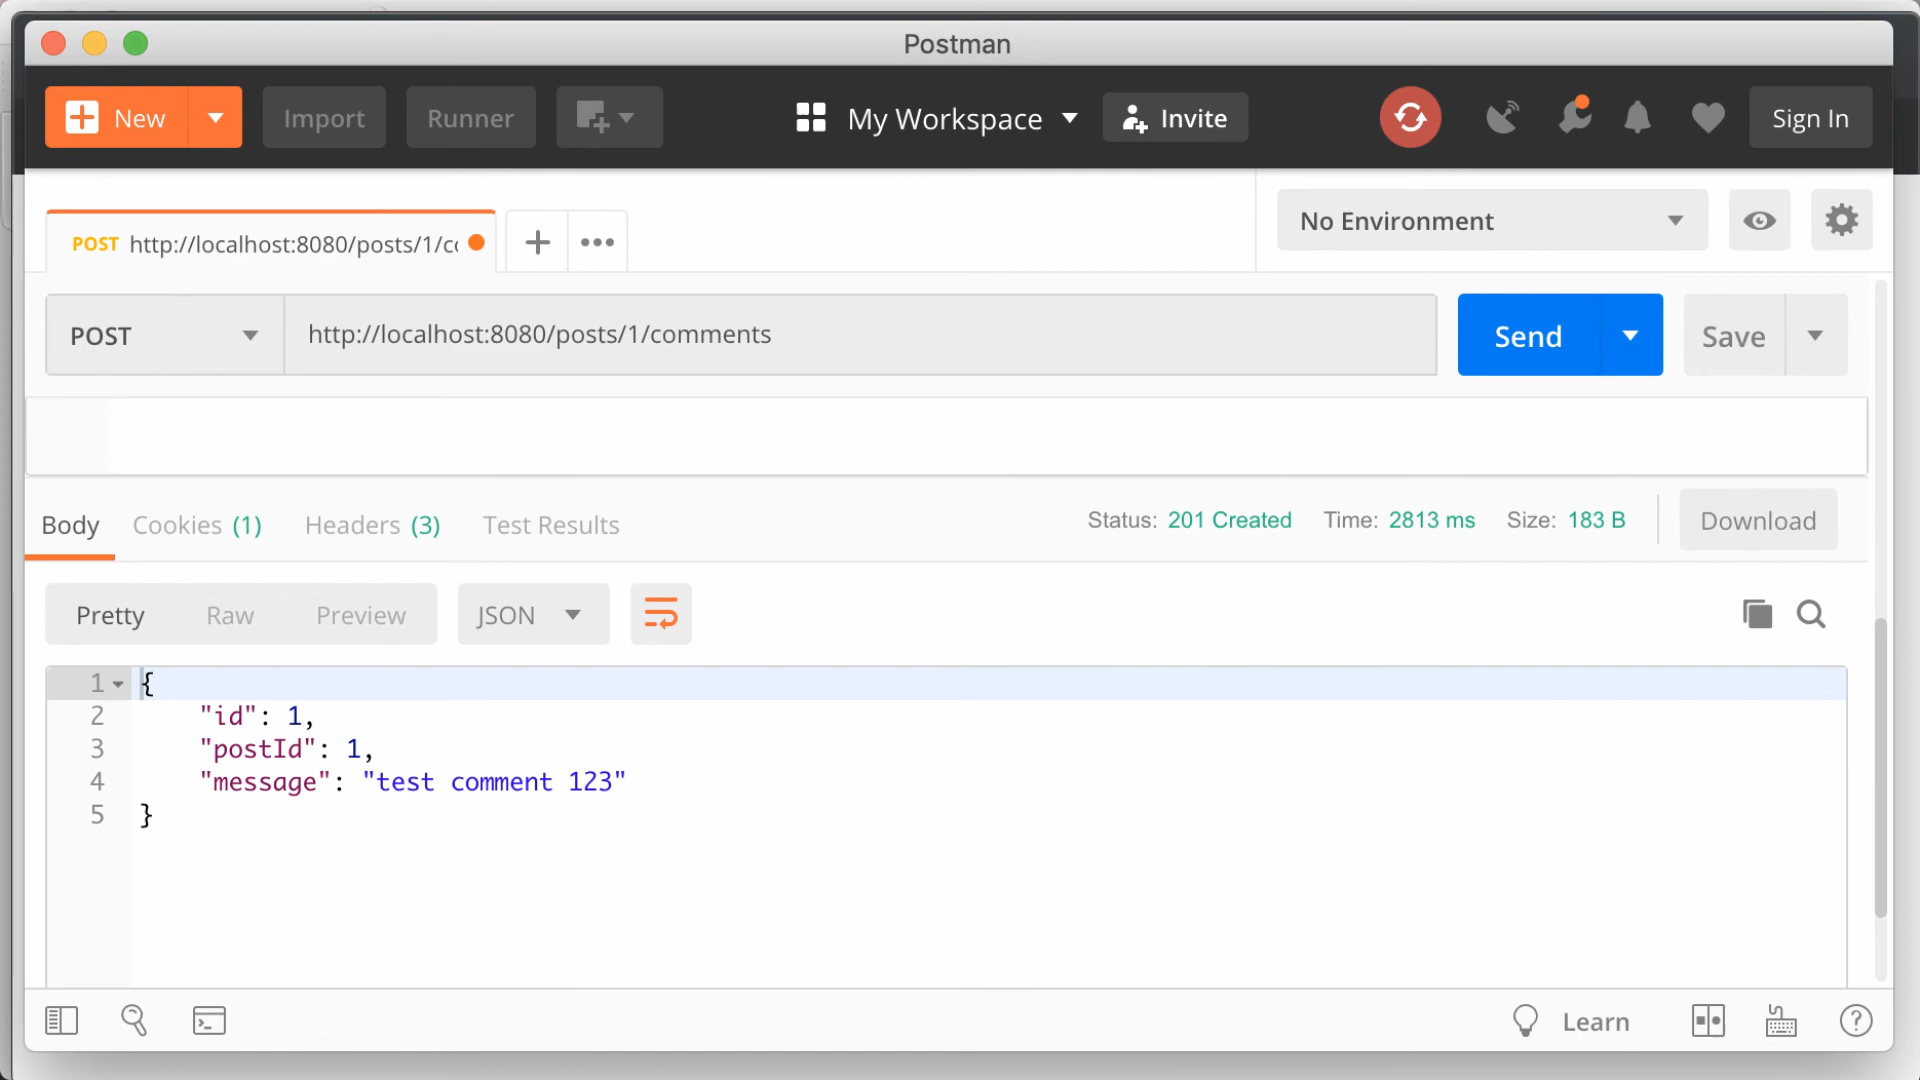 Postman
New Import Runner My Workspace Invite Sign In
POST http://localhost:8080/posts/1/c
No Environment
POST http://localhost:8080/posts/1/comments Send Save
Body Cookies (1) Headers (3) Test Results Status: 201 Created Time: 2813 ms Size: 183 B Download
Pretty Raw Preview JSON
1 {
2 "id": 1,
3 "postId": 1,
4 "message": "test comment 123"
5 }
Learn